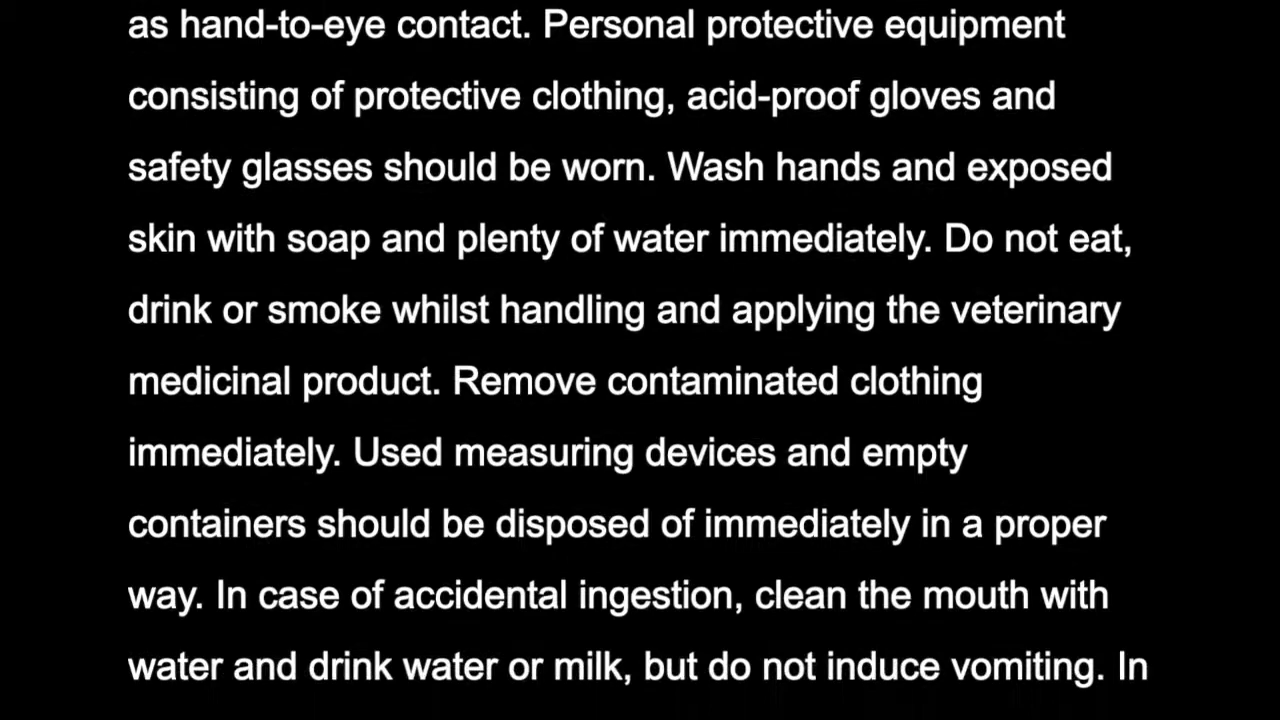 as hand-to-eye contact. Personal protective equipment
consisting of protective clothing, acid-proof gloves and
safety glasses should be worn. Wash hands and exposed
skin with soap and plenty of water immediately. Do not eat,
drink or smoke whilst handling and applying the veterinary
medicinal product. Remove contaminated clothing
immediately. Used measuring devices and empty
containers should be disposed of immediately in a proper
way. In case of accidental ingestion, clean the mouth with
water and drink water or milk, but do not induce vomiting. In